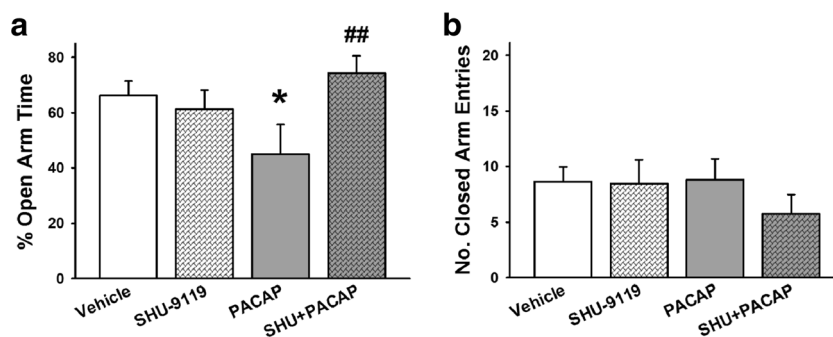 a
% Open Arm Time
80
60
40
20
0
*
##
Vehicle
SHU-9119
PACAP
SHU+PACAP
b
No. Closed Arm Entries
20
15
10
5
0
Vehicle
SHU-9119
PACAP
SHU+PACAP